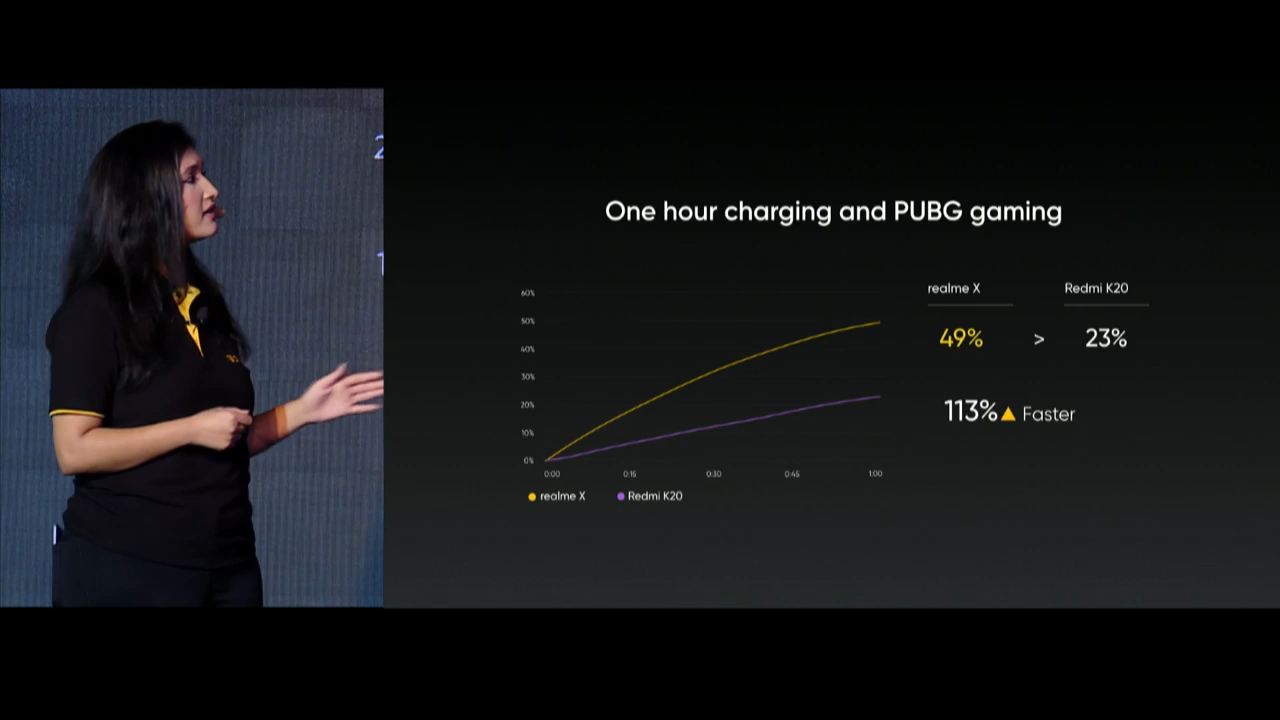 One hour charging and PUBG gaming
60%
50%
40%
30%
20%
10%
0%
0:00 0:15 0:30 0:45 1:00
realme X Redmi K20
realme X Redmi K20
49% > 23%
113% Faster